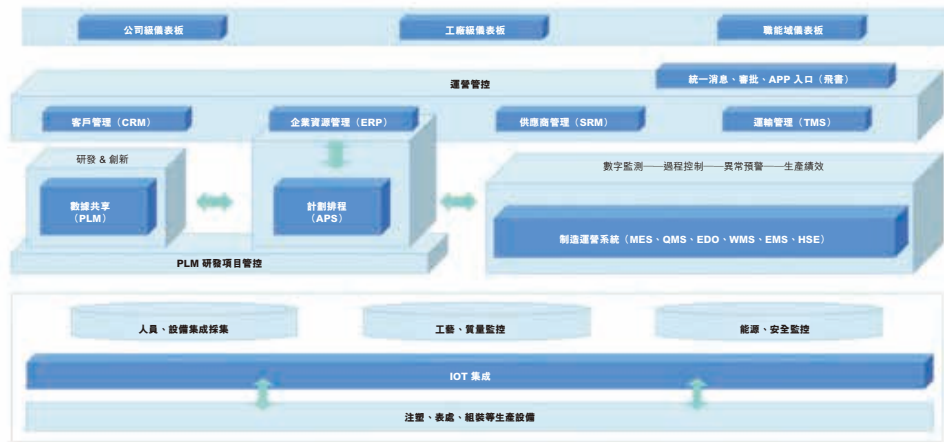 公司級儀表板
工廠級儀表板
職能域儀表板
運營管控
統一消息、審批、APP 入口（飛書）
客戶管理（CRM）
企業資源管理（ERP）
供應商管理（SRM）
運輸管理（TMS）
研發 & 創新
數字監測——過程控制——異常預警——生產績效
數據共享
（PLM）
計劃排程
（APS）
制造運營系統（MES、QMS、EDO、WMS、EMS、HSE）
PLM 研發項目管控
人員、設備集成採集
工藝、質量監控
能源、安全監控
IOT 集成
注塑、表處、組裝等生產設備